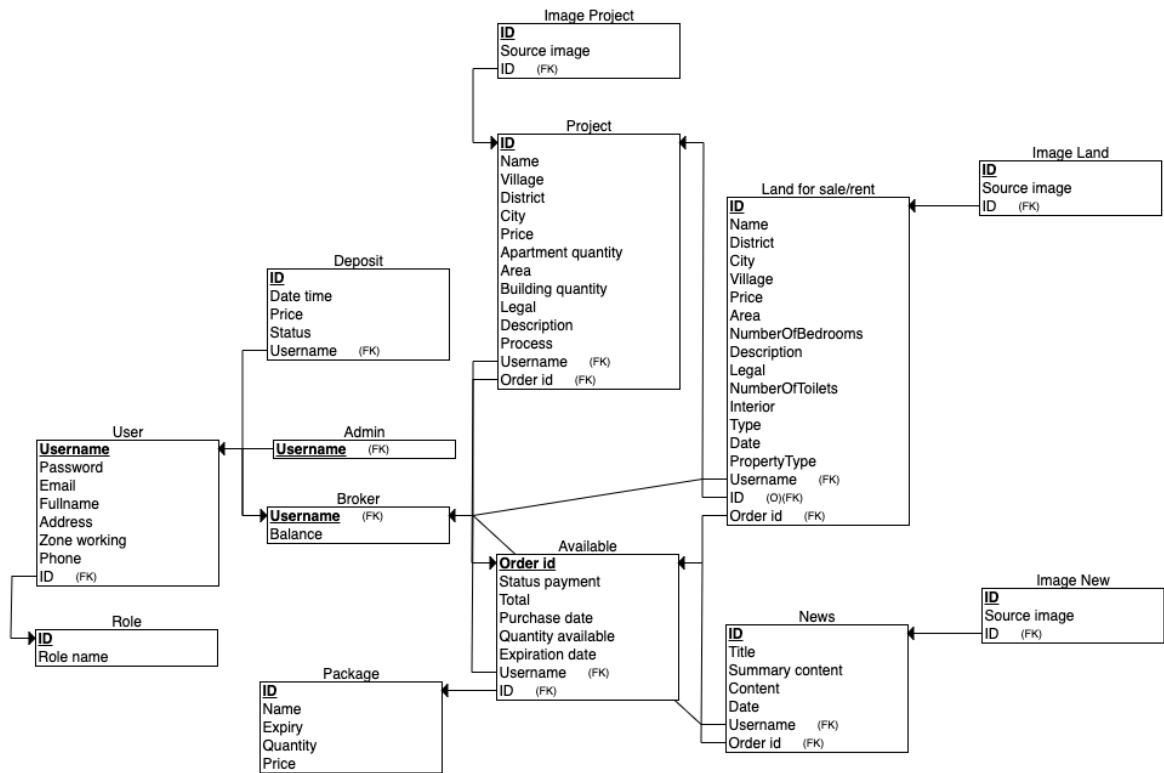 Image Project
ID
Source image
ID (FK)
Project
ID
Name
Village
District
City
Price
Apartment quantity
Area
Building quantity
Legal
Description
Process
Username (FK)
Order id (FK)
Image Land
ID
Source image
ID (FK)
Land for sale/rent
ID
Name
District
City
Village
Price
Area
NumberOfBedrooms
Description
Legal
NumberOfToilets
Interior
Type
Date
PropertyType
Username (FK)
ID (O)(FK)
Order id (FK)
Deposit
ID
Date time
Price
Status
Username (FK)
User
Username
Password
Email
Fullname
Address
Zone working
Phone
ID (FK)
Admin
Username (FK)
Broker
Username (FK)
Balance
Role
ID
Role name
Available
Order id
Status payment
Total
Purchase date
Quantity available
Expiration date
Username (FK)
ID (FK)
Package
ID
Name
Expiry
Quantity
Price
Image New
ID
Source image
ID (FK)
News
ID
Title
Summary content
Content
Date
Username (FK)
Order id (FK)